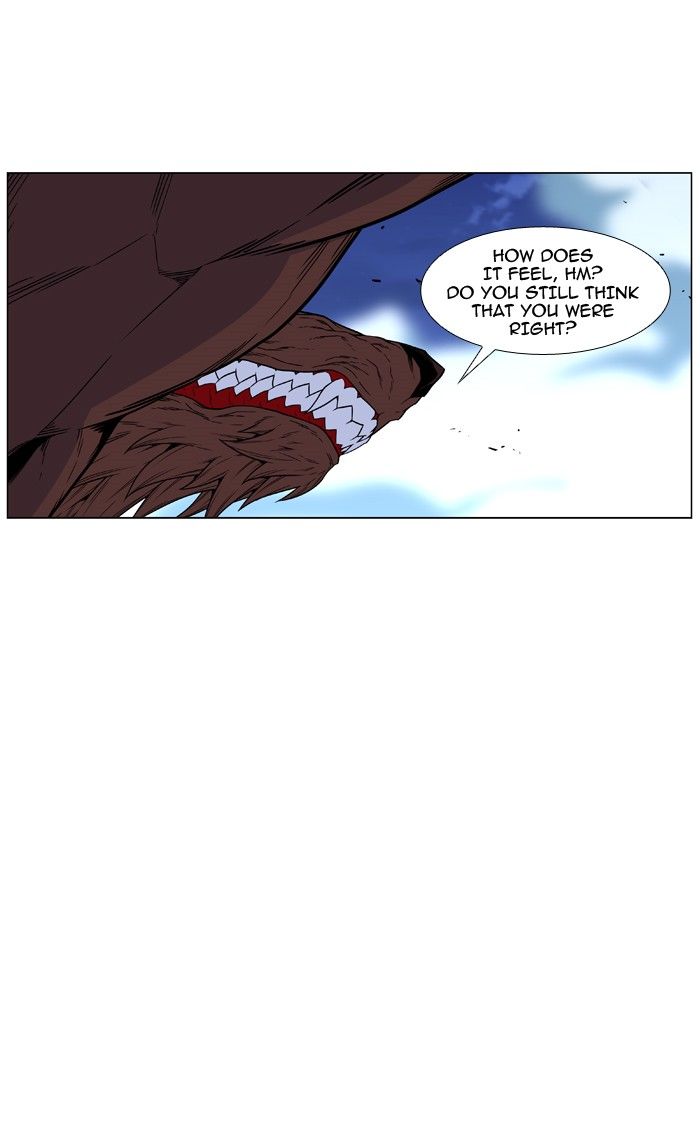 HOW DOES
IT FEEL, HM?
DO YOU STILL THINK
THAT YOU WERE
RIGHT?